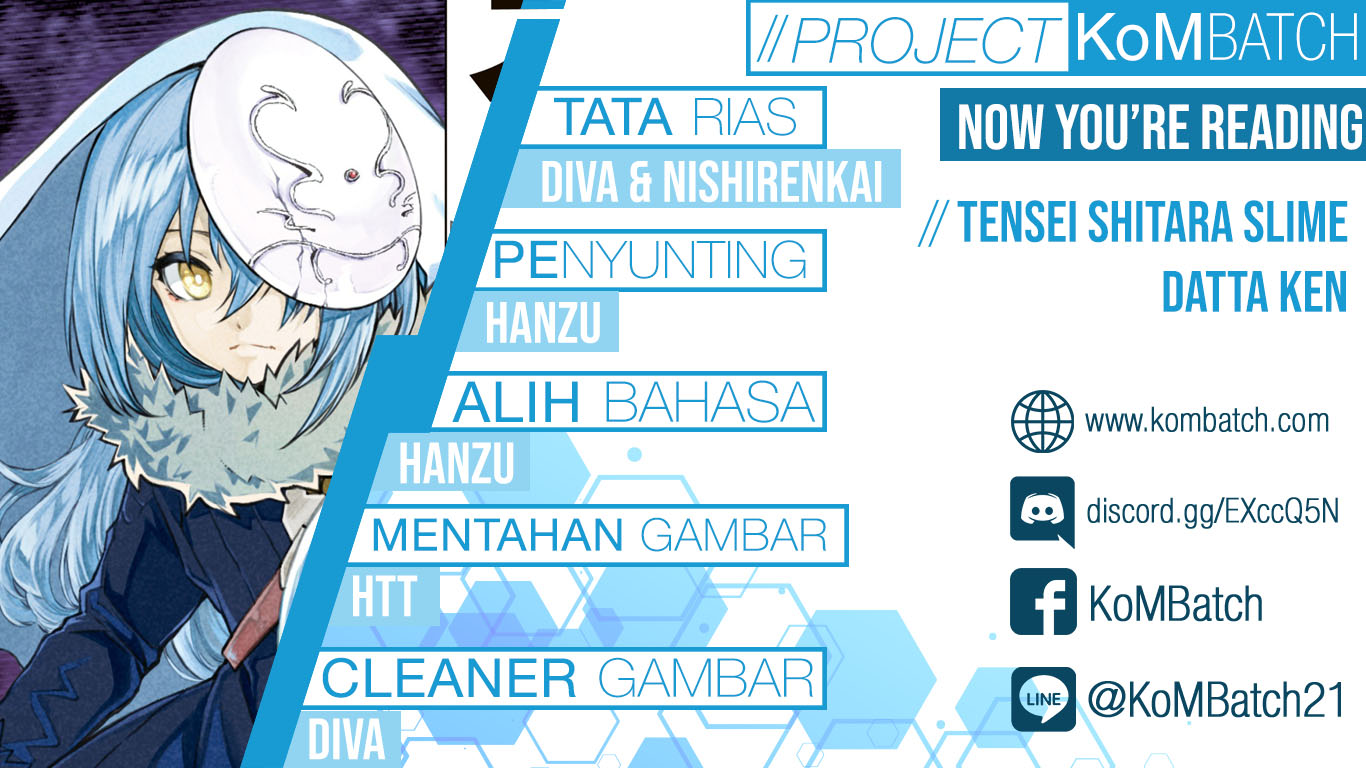 //PROJECT KoMBATCH
NOW YOU'RE READING
// TENSEI SHITARA SLIME
DATTA KEN
TATA RIAS
DIVA & NISHIRENKAI
PENYUNTING
HANZU
ALIH BAHASA
HANZU
MENTAHAN GAMBAR
HTT
CLEANER GAMBAR
DIVA
www.kombatch.com
discord.gg/EXccQ5N
KoMBatch
LINE @KoMBatch21